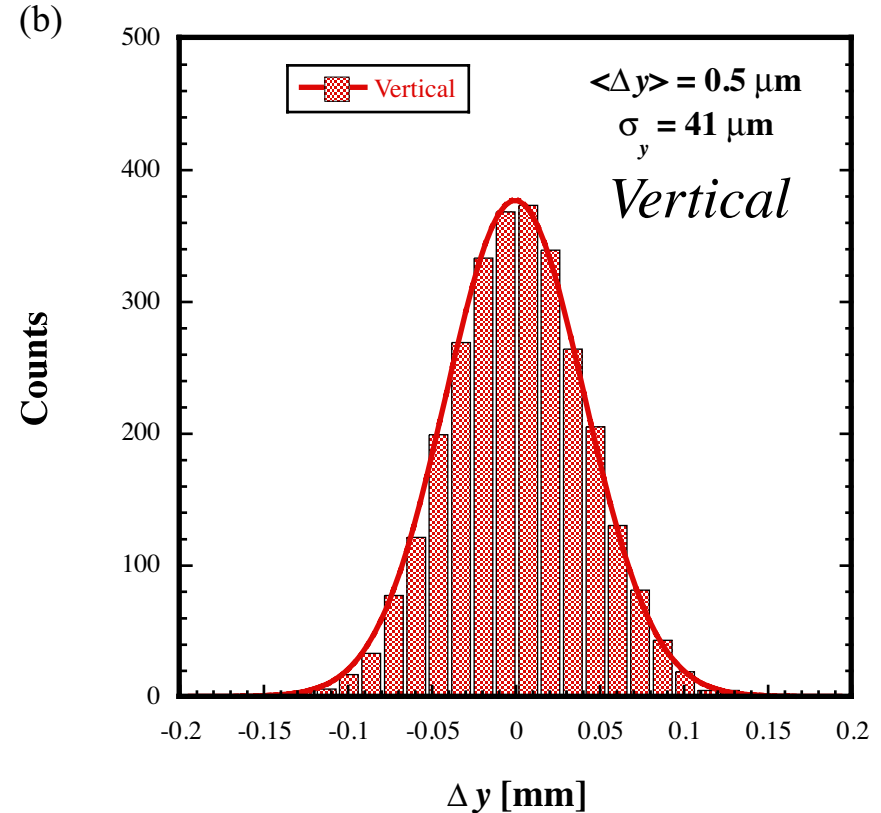 (b)
500
400
300
200
100
0
Counts
Vertical
<Δy> = 0.5 μm
σy = 41 μm
Vertical
-0.2 -0.15 -0.1 -0.05 0 0.05 0.1 0.15 0.2
Δy [mm]